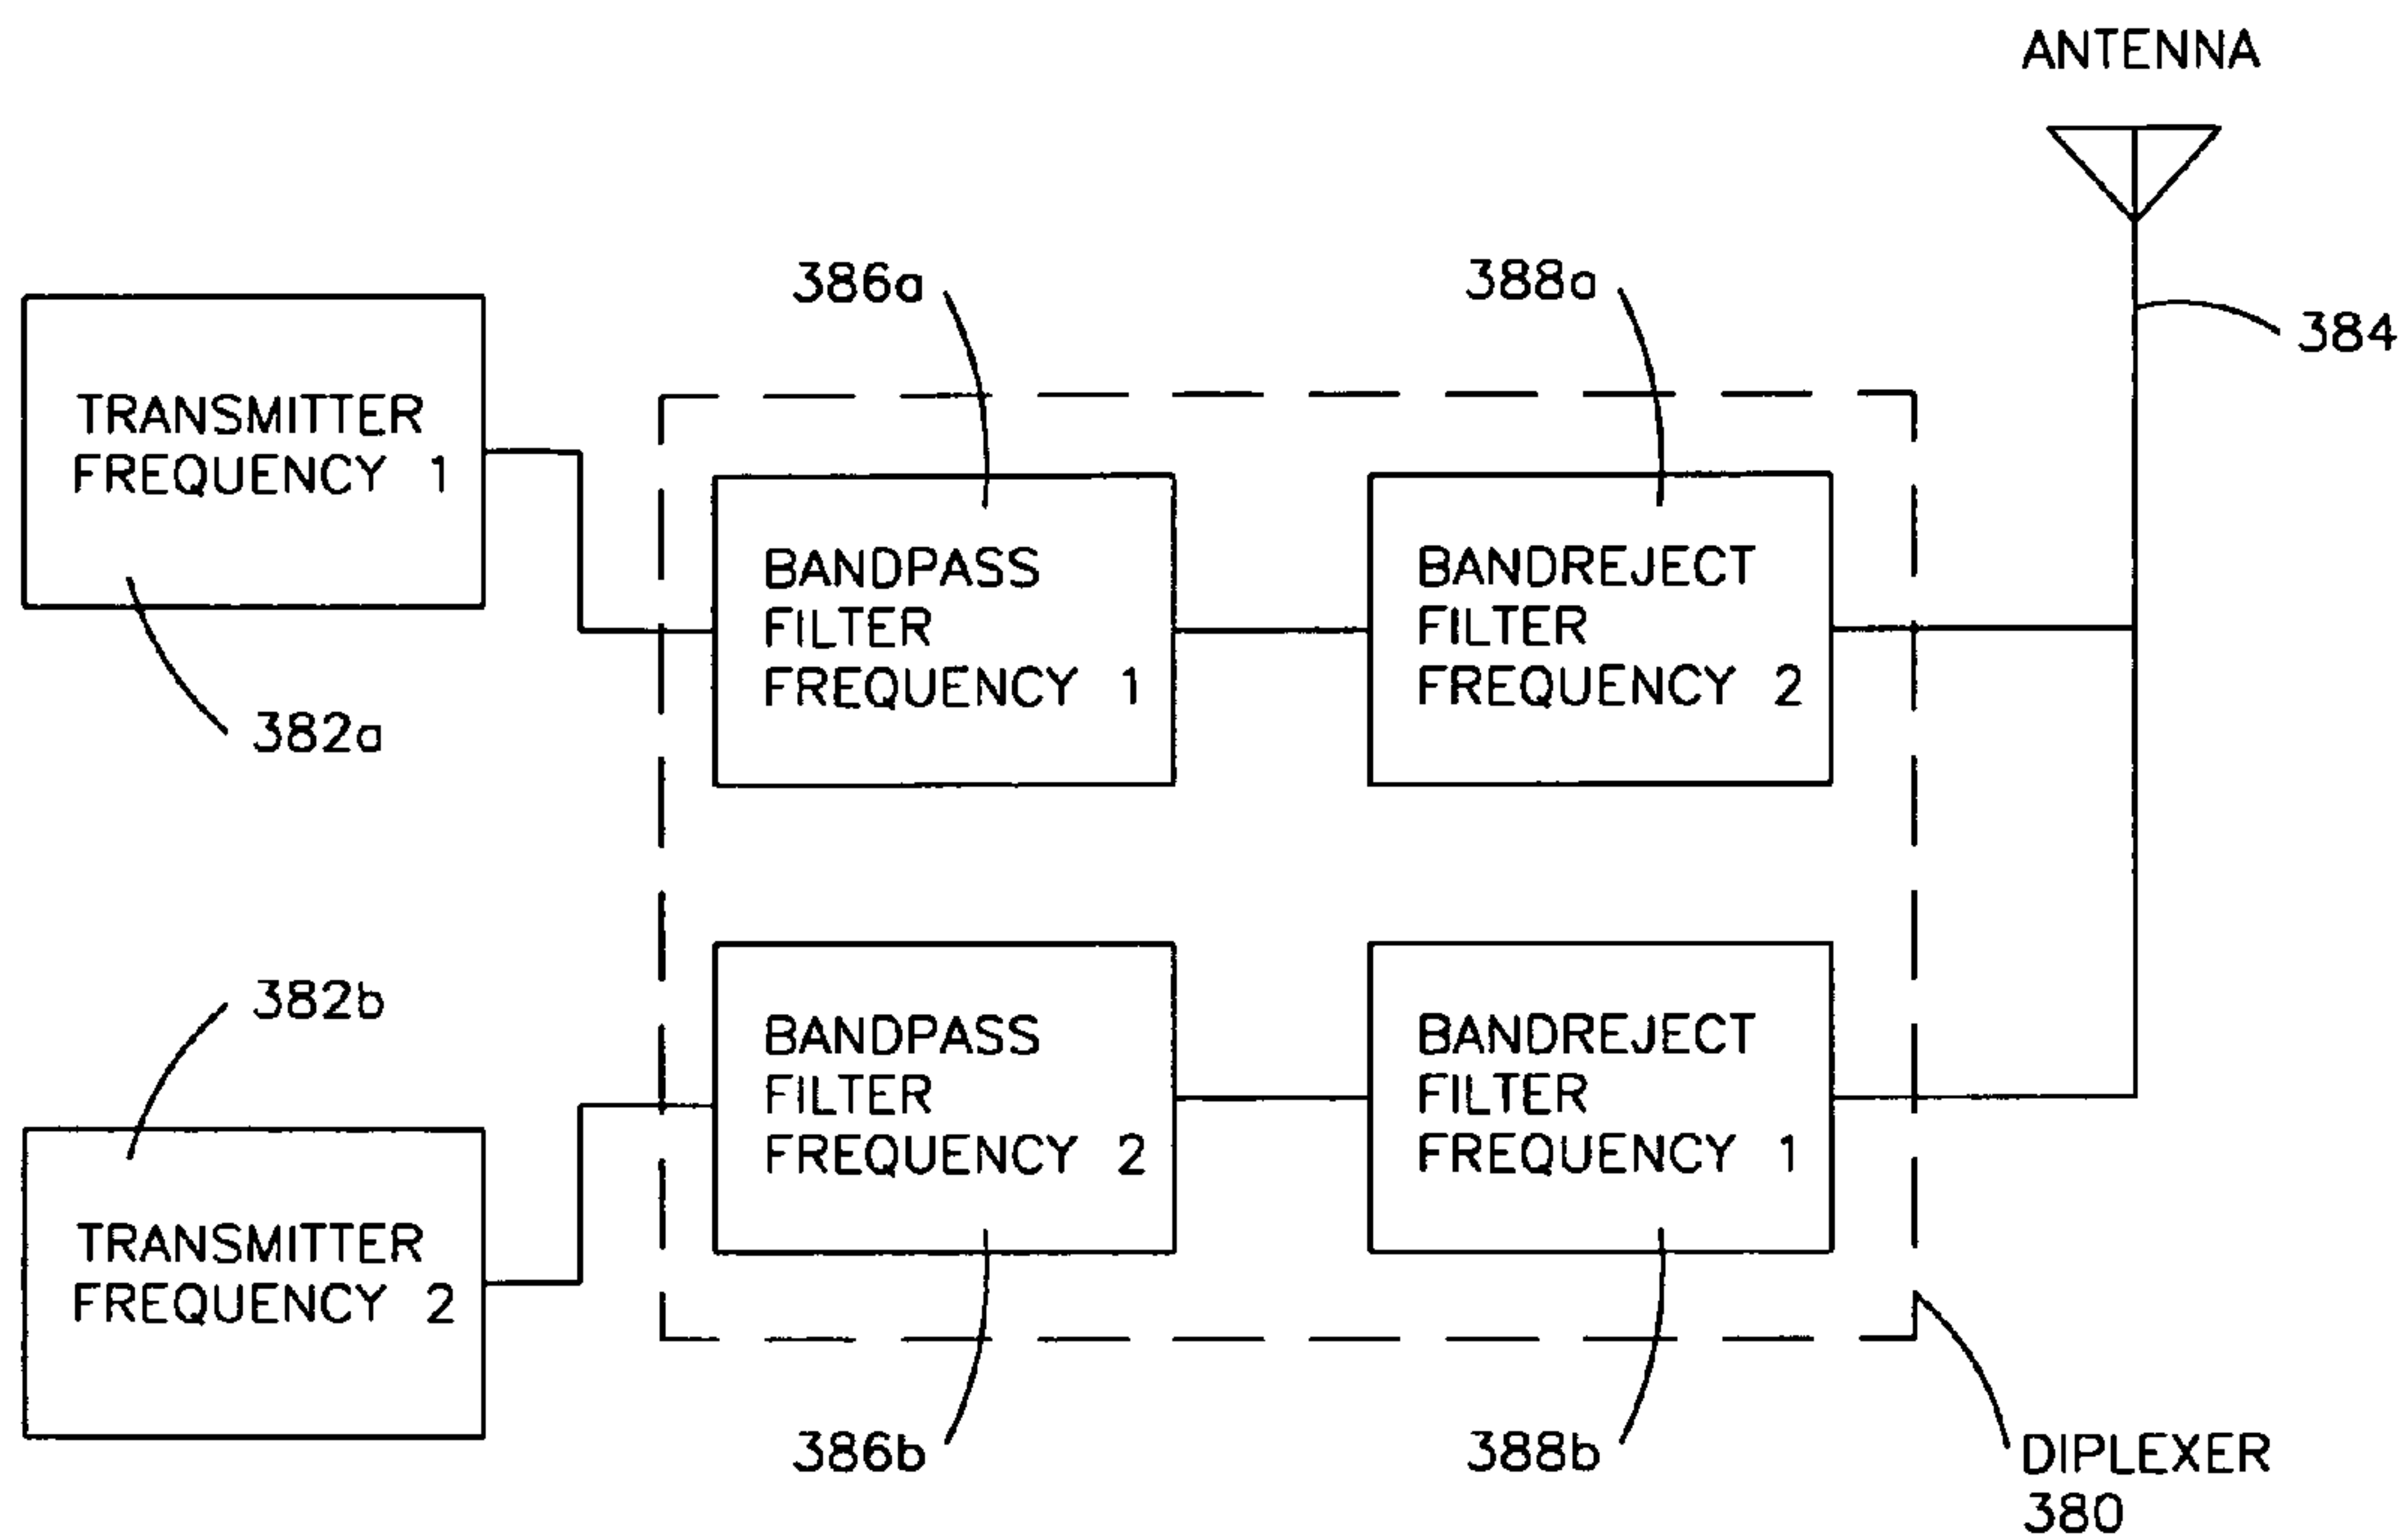 ANTENNA
386a
388a
384
TRANSMITTER
FREQUENCY 1
382a
BANDPASS
FILTER
FREQUENCY 1
BANDREJECT
FILTER
FREQUENCY 2
382b
TRANSMITTER
FREQUENCY 2
BANDPASS
FILTER
FREQUENCY 2
BANDREJECT
FILTER
FREQUENCY 1
386b
388b
DIPLEXER
380